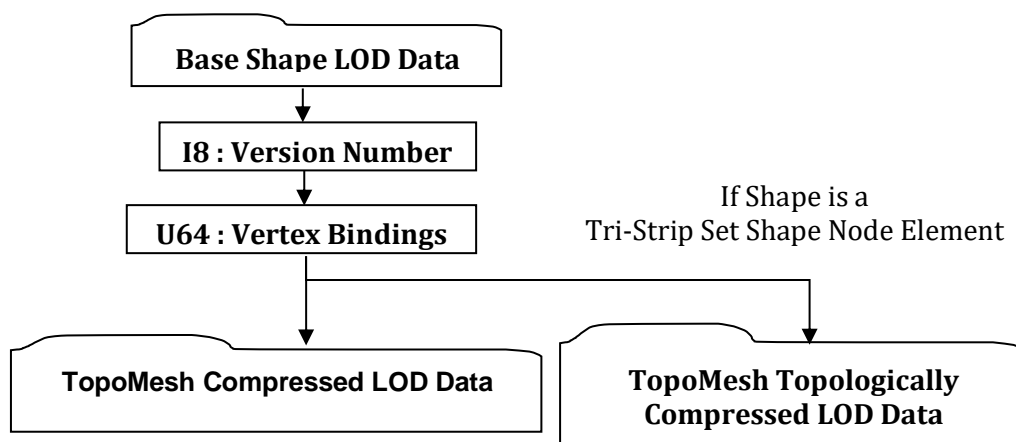 Base Shape LOD Data
I8 : Version Number
U64 : Vertex Bindings
If Shape is a
Tri-Strip Set Shape Node Element
TopoMesh Compressed LOD Data
TopoMesh Topologically
Compressed LOD Data